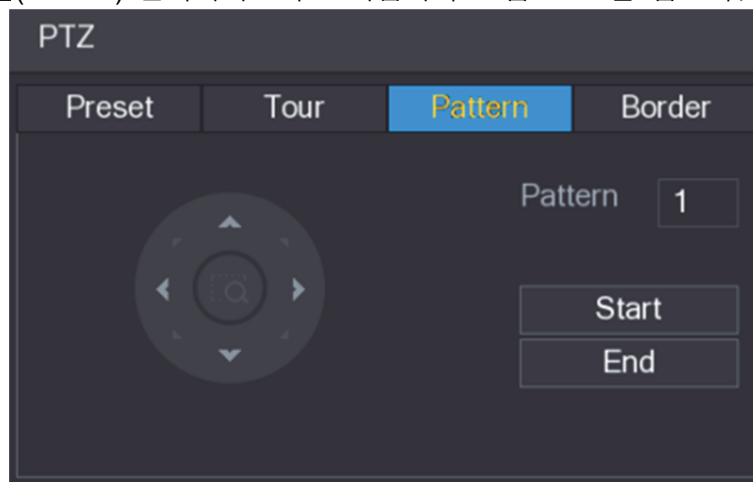 PTZ
Preset Tour Pattern Border
Pattern 1
Start
End